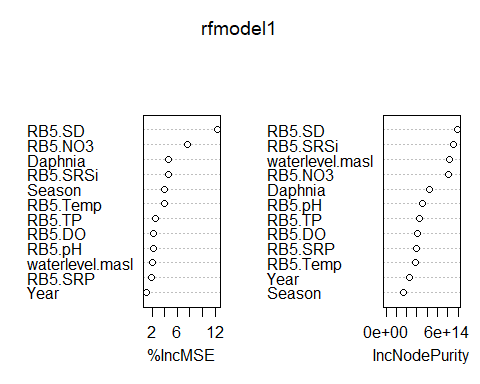 rfmodel1
RB5.SD
RB5.NO3
Daphnia
RB5.SRSi
Season
RB5.Temp
RB5.TP
RB5.DO
RB5.pH
waterlevel.masl
RB5.SRP
Year
2 6 12
%IncMSE
RB5.SD
RB5.SRSi
waterlevel.masl
RB5.NO3
Daphnia
RB5.pH
RB5.TP
RB5.DO
RB5.SRP
RB5.Temp
Year
Season
0e+00 6e+14
IncNodePurity